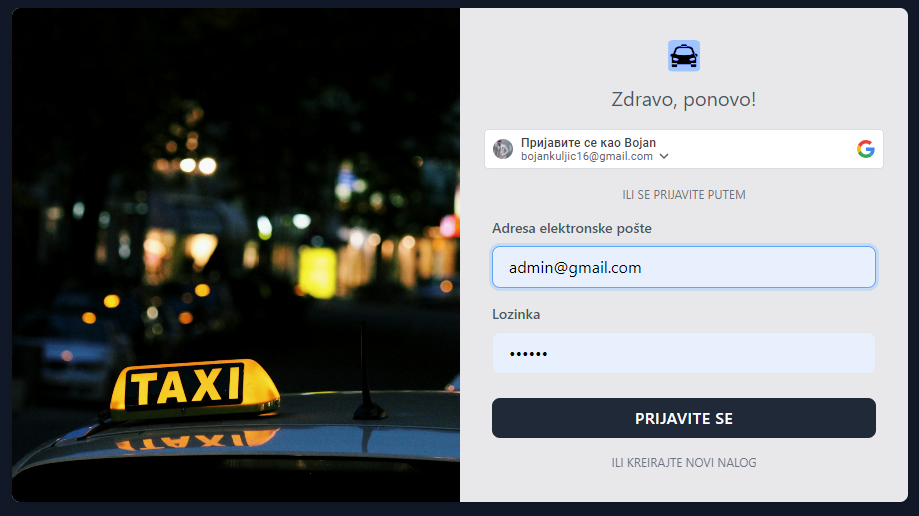 Zdravo, ponovo!
Пријавите се као Bojan
bojankuljic16@gmail.com
ILI SE PRIJAVITE PUTEM
Adresa elektronske pošte
admin@gmail.com
Lozinka
••••••
PRIJAVITE SE
ILI KREIRAJTE NOVI NALOG
TAXI